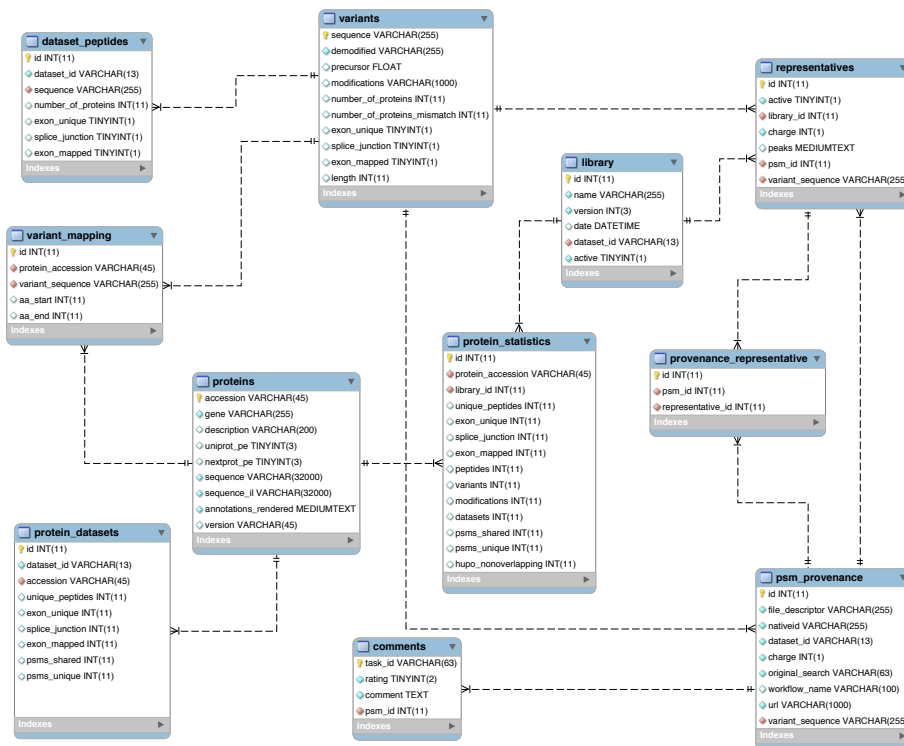 variants
sequence VARCHAR(255)
demodified VARCHAR(255)
precursor FLOAT
modifications VARCHAR(1000)
number_of_proteins INT(11)
number_of_proteins_mismatch INT(11)
exon_unique TINYINT(1)
splice_junction TINYINT(1)
exon_mapped TINYINT(1)
length INT(11)
Indexes
dataset_peptides
id INT(11)
dataset_id VARCHAR(13)
sequence VARCHAR(255)
number_of_proteins INT(11)
exon_unique TINYINT(1)
splice_junction TINYINT(1)
exon_mapped TINYINT(1)
Indexes
representatives
id INT(11)
active TINYINT(1)
library_id INT(11)
charge INT(1)
peaks MEDIUMTEXT
psm_id INT(11)
variant_sequence VARCHAR(255
Indexes
library
id INT(11)
name VARCHAR(255)
version INT(3)
date DATETIME
dataset_id VARCHAR(13)
active TINYINT(1)
Indexes
variant_mapping
id INT(11)
protein_accession VARCHAR(45)
variant_sequence VARCHAR(255)
aa_start INT(11)
aa_end INT(11)
Indexes
protein_statistics
id INT(11)
protein_accession VARCHAR(45)
library_id INT(11)
unique_peptides INT(11)
exon_unique INT(11)
splice_junction INT(11)
exon_mapped INT(11)
peptides INT(11)
variants INT(11)
modifications INT(11)
datasets INT(11)
psms_shared INT(11)
psms_unique INT(11)
hupo_nonoverlapping INT(11)
Indexes
provenance_representative
id INT(11)
psm_id INT(11)
representative_id INT(11)
Indexes
proteins
accession VARCHAR(45)
gene VARCHAR(255)
description VARCHAR(200)
uniprot_pe TINYINT(3)
nextprot_pe TINYINT(3)
sequence VARCHAR(32000)
sequence_il VARCHAR(32000)
annotations_rendered MEDIUMTEXT
version VARCHAR(45)
Indexes
protein_datasets
id INT(11)
dataset_id VARCHAR(13)
accession VARCHAR(45)
unique_peptides INT(11)
exon_unique INT(11)
splice_junction INT(11)
exon_mapped INT(11)
psms_shared INT(11)
psms_unique INT(11)
Indexes
psm_provenance
id INT(11)
file_descriptor VARCHAR(255)
nativeid VARCHAR(255)
dataset_id VARCHAR(13)
charge INT(1)
original_search VARCHAR(63)
workflow_name VARCHAR(100)
url VARCHAR(1000)
variant_sequence VARCHAR(255
Indexes
comments
task_id VARCHAR(63)
rating TINYINT(2)
comment TEXT
psm_id INT(11)
Indexes